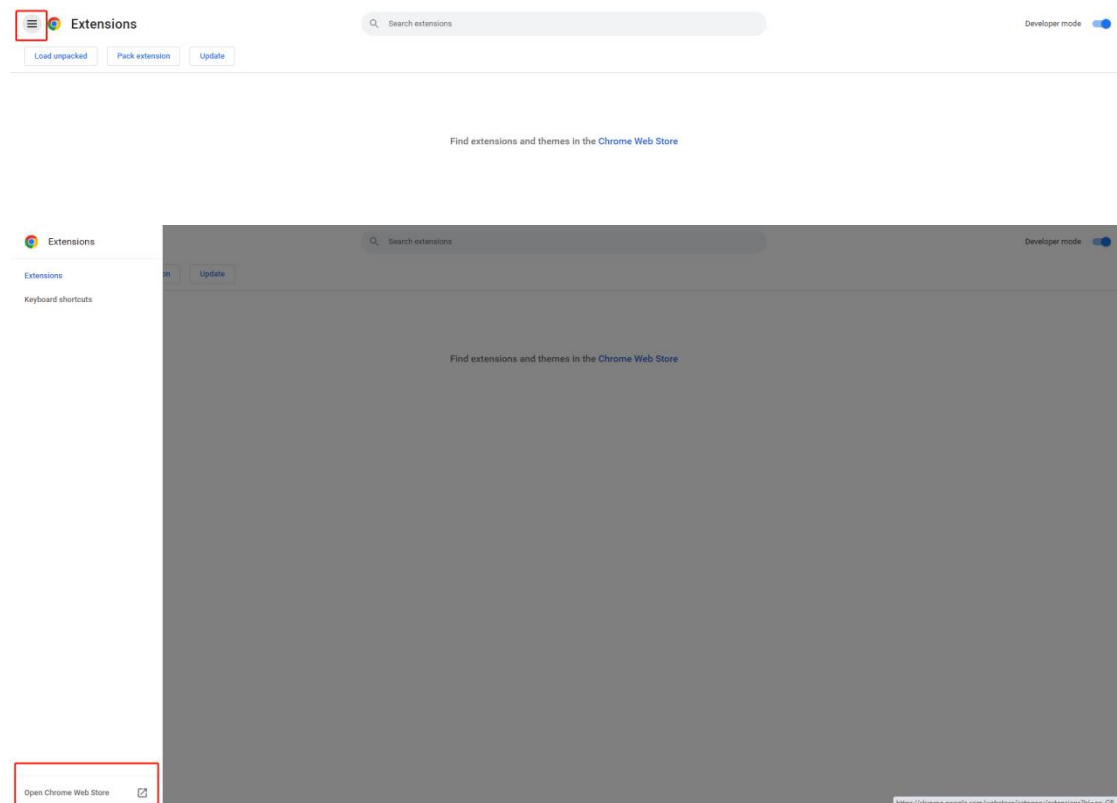 Extensions
Search extensions
Developer mode
Load unpacked
Pack extension
Update
Find extensions and themes in the Chrome Web Store
Extensions
Search extensions
Developer mode
Extensions
on
Update
Keyboard shortcuts
Find extensions and themes in the Chrome Web Store
Open Chrome Web Store